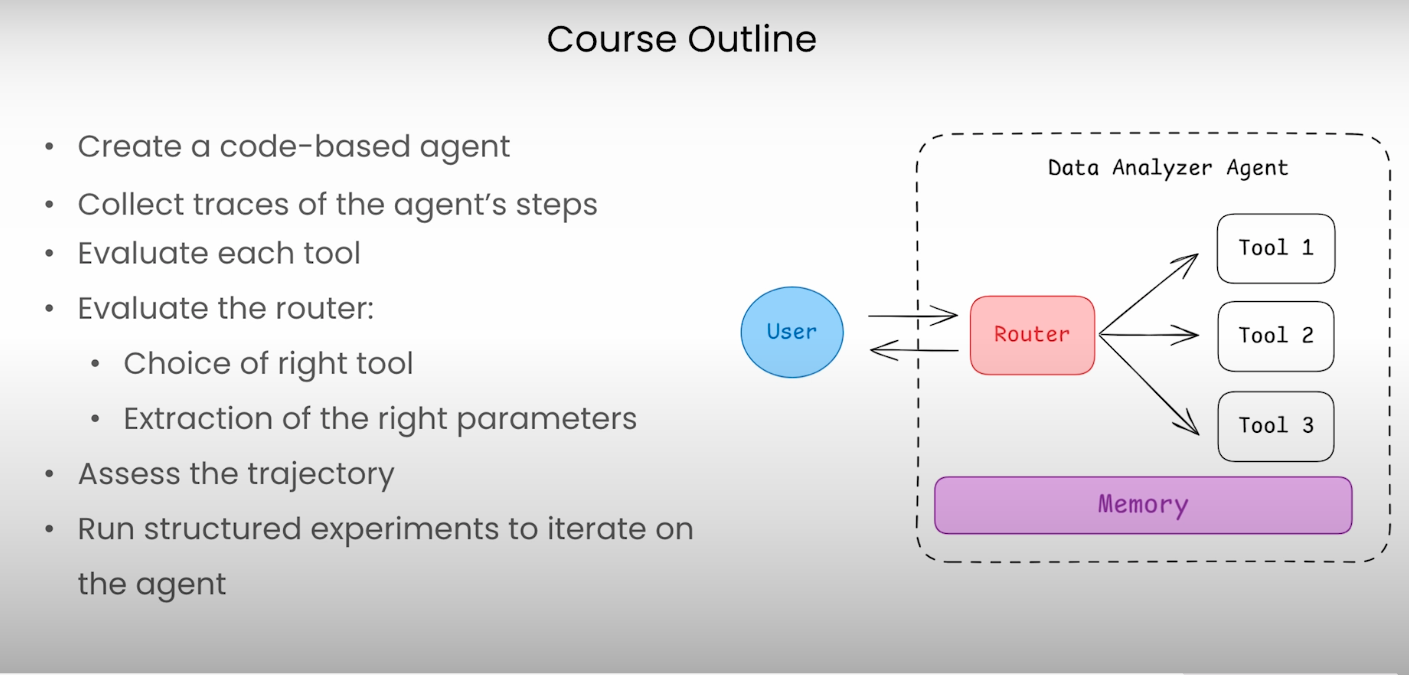 Course Outline
• Create a code-based agent
• Collect traces of the agent's steps
• Evaluate each tool
• Evaluate the router:
• Choice of right tool
• Extraction of the right parameters
• Assess the trajectory
• Run structured experiments to iterate on
the agent
Data Analyzer Agent
User
Router
Tool 1
Tool 2
Tool 3
Memory